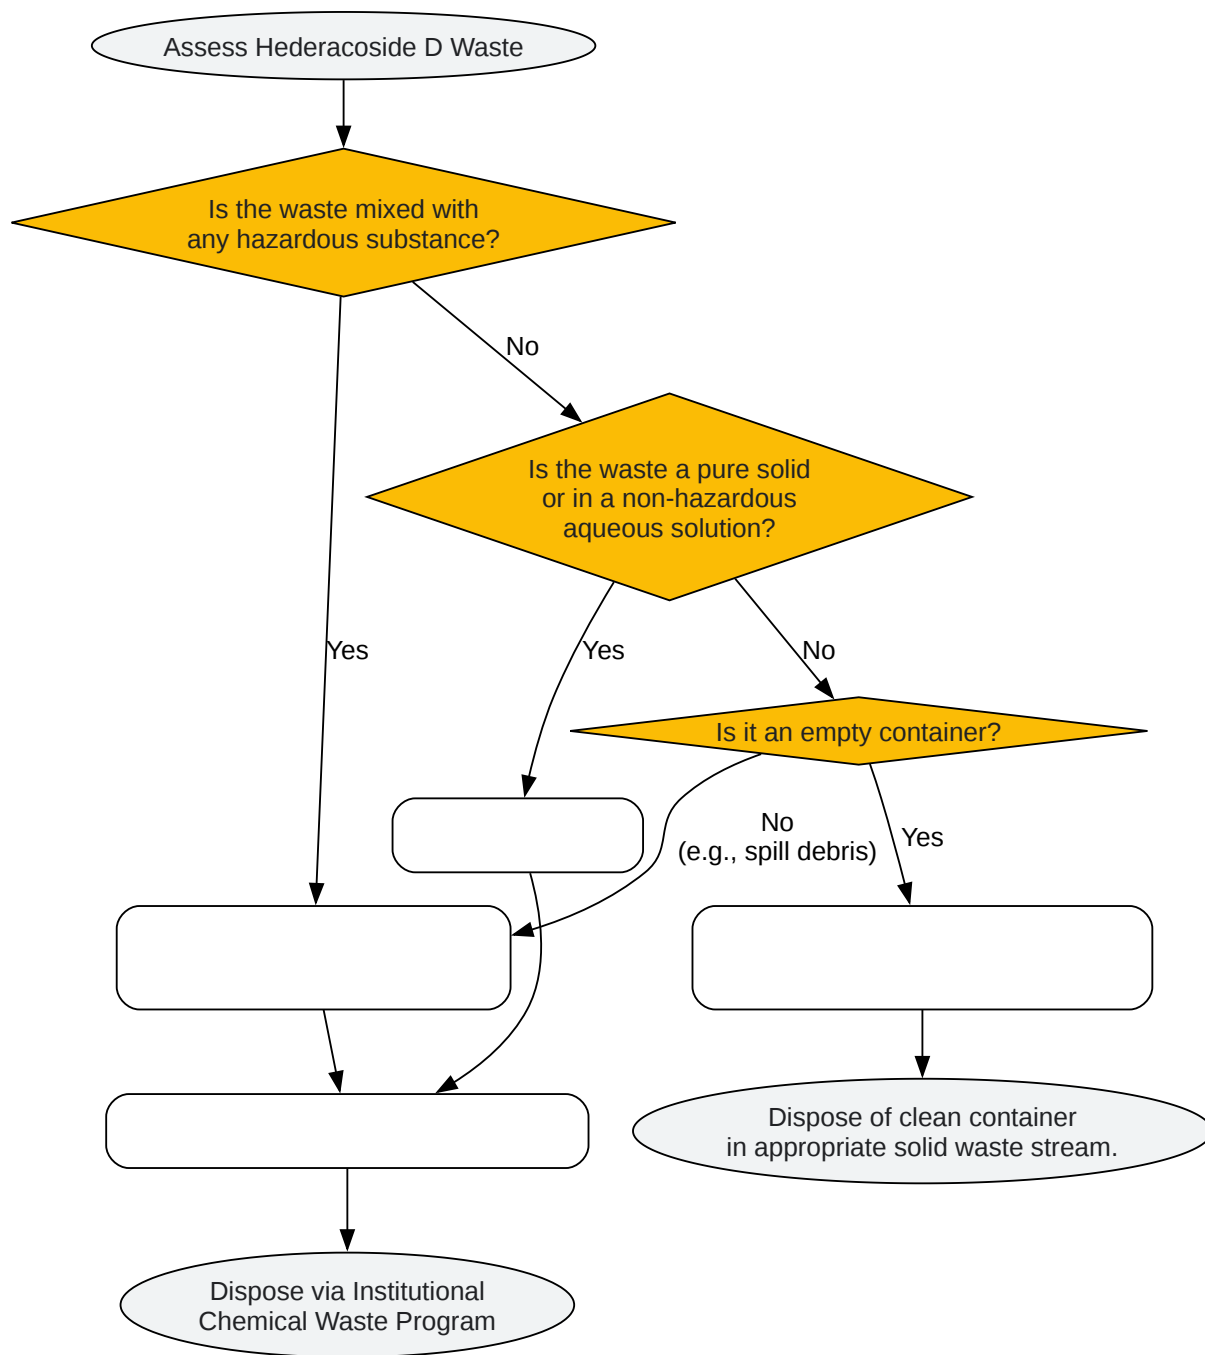 Assess Hederacoside D Waste
Is the waste mixed with
any hazardous substance?
No
Is the waste a pure solid
or in a non-hazardous
aqueous solution?
Yes
Yes
No
Is it an empty container?
No
(e.g., spill debris)
Yes
Dispose of clean container
in appropriate solid waste stream.
Dispose via Institutional
Chemical Waste Program